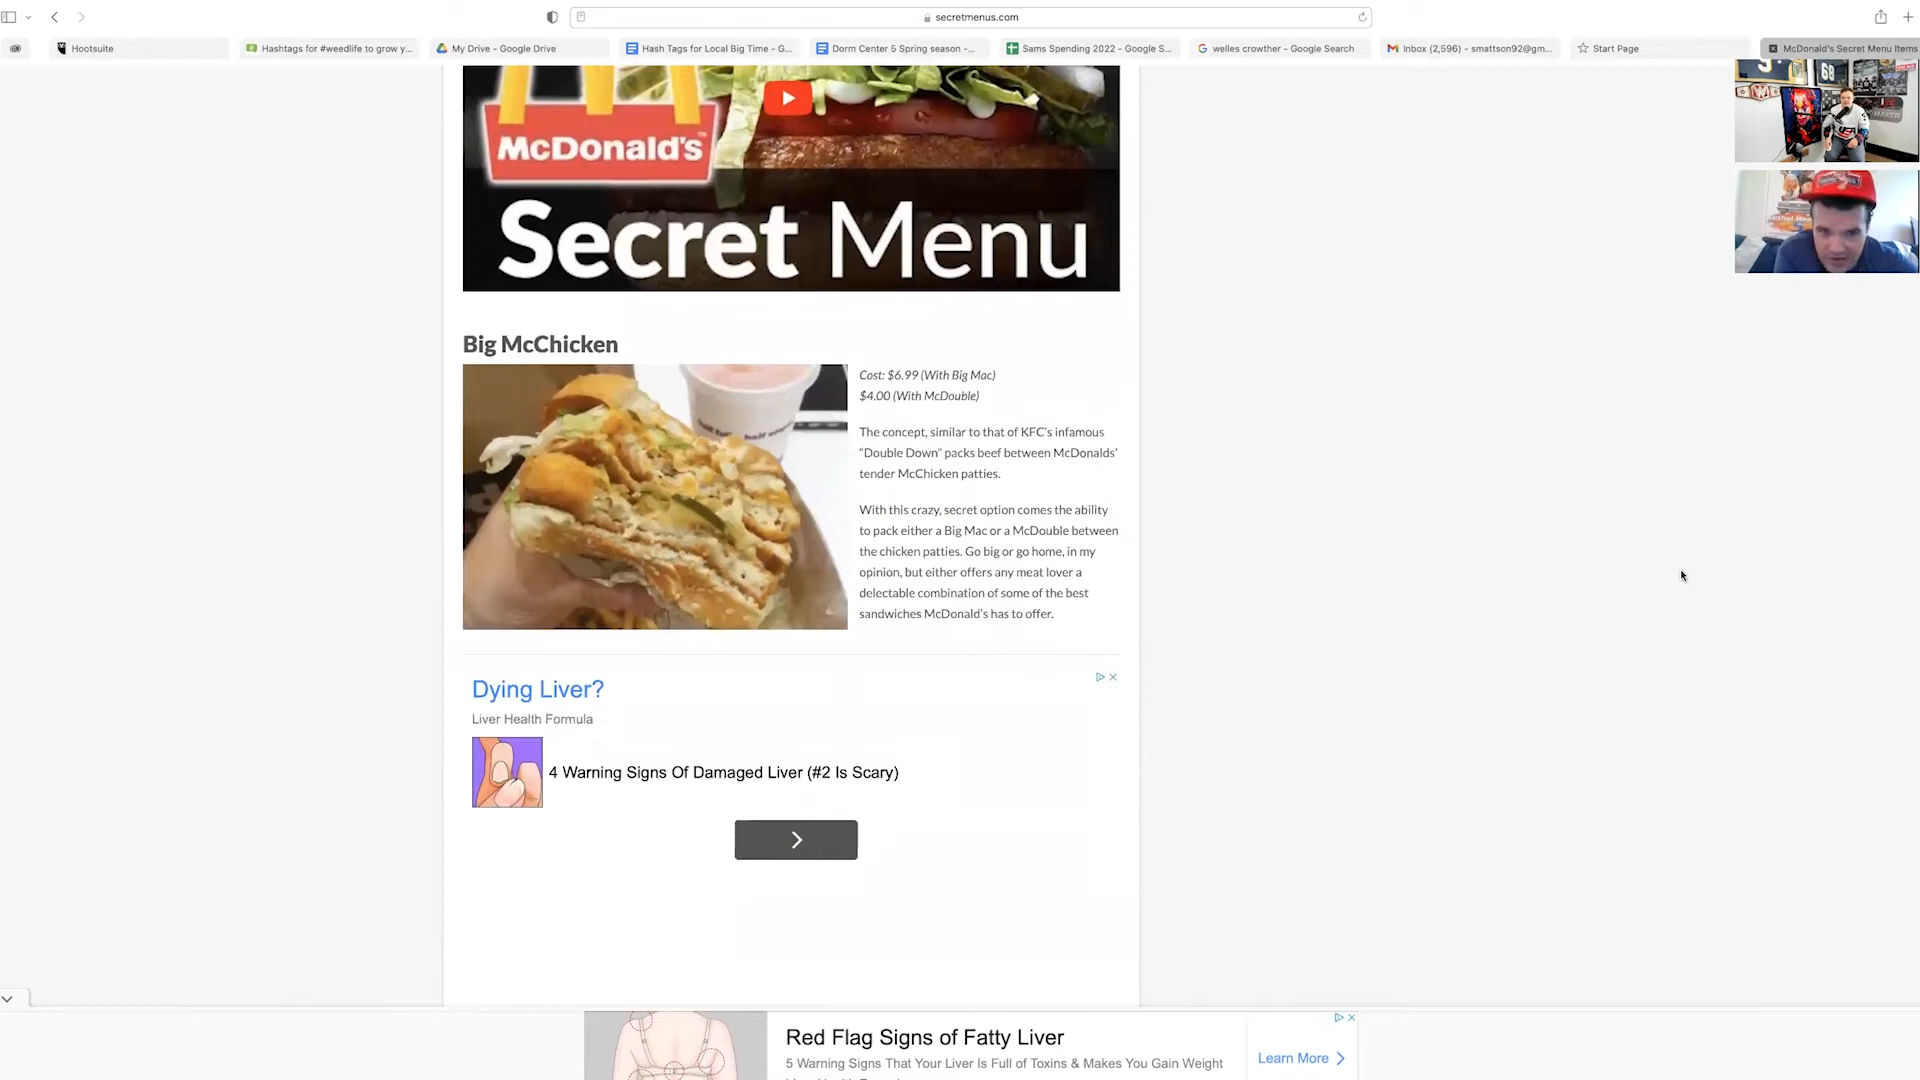 secretmenus.com
Hootsuite
Hashtags for #weedlife to grow y...
My Drive - Google Drive
Hash Tags for Local Big Time - G...
Dorm Center 5 Spring season -...
Sams Spending 2022 - Google S...
welles crowther - Google Search
Inbox (2,596) - smattson92@gm...
Start Page
McDonald's Secret Menu Items
McDonald's™
Secret Menu
Big McChicken
Cost: $6.99 (With Big Mac)
$4.00 (With McDouble)
The concept, similar to that of KFC's infamous
"Double Down" packs beef between McDonalds'
tender McChicken patties.
With this crazy, secret option comes the ability
to pack either a Big Mac or a McDouble between
the chicken patties. Go big or go home, in my
opinion, but either offers any meat lover a
delectable combination of some of the best
sandwiches McDonald's has to offer.
Dying Liver?
Liver Health Formula
4 Warning Signs Of Damaged Liver (#2 Is Scary)
Red Flag Signs of Fatty Liver
5 Warning Signs That Your Liver Is Full of Toxins & Makes You Gain Weight
Learn More